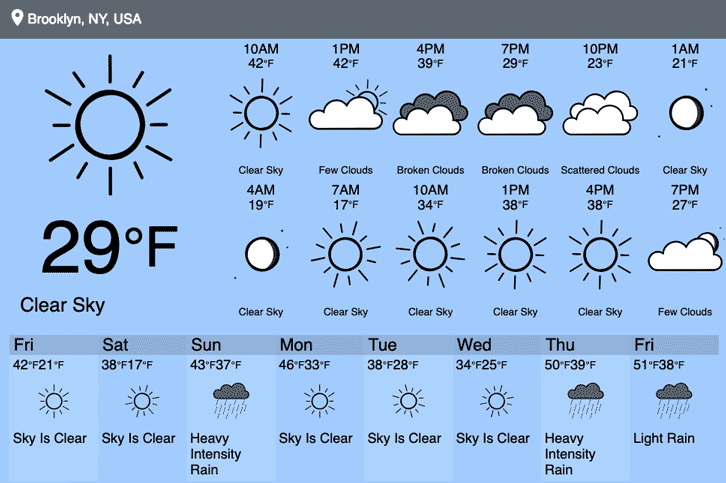 Brooklyn, NY, USA
10AM 1PM 4PM 7PM 10PM 1AM
42°F 42°F 39°F 29°F 23°F 21°F
Clear Sky Few Clouds Broken Clouds Broken Clouds Scattered Clouds Clear Sky
4AM 7AM 10AM 1PM 4PM 7PM
19°F 17°F 34°F 38°F 38°F 27°F
29°F
Clear Sky
Clear Sky Clear Sky Clear Sky Clear Sky Clear Sky Few Clouds
Fri Sat Sun Mon Tue Wed Thu Fri
42°F21°F 38°F17°F 43°F37°F 46°F33°F 38°F28°F 34°F25°F 50°F39°F 51°F38°F
Sky Is Clear Sky Is Clear Heavy Sky Is Clear Sky Is Clear Sky Is Clear Heavy Light Rain
Intensity Intensity
Rain Rain